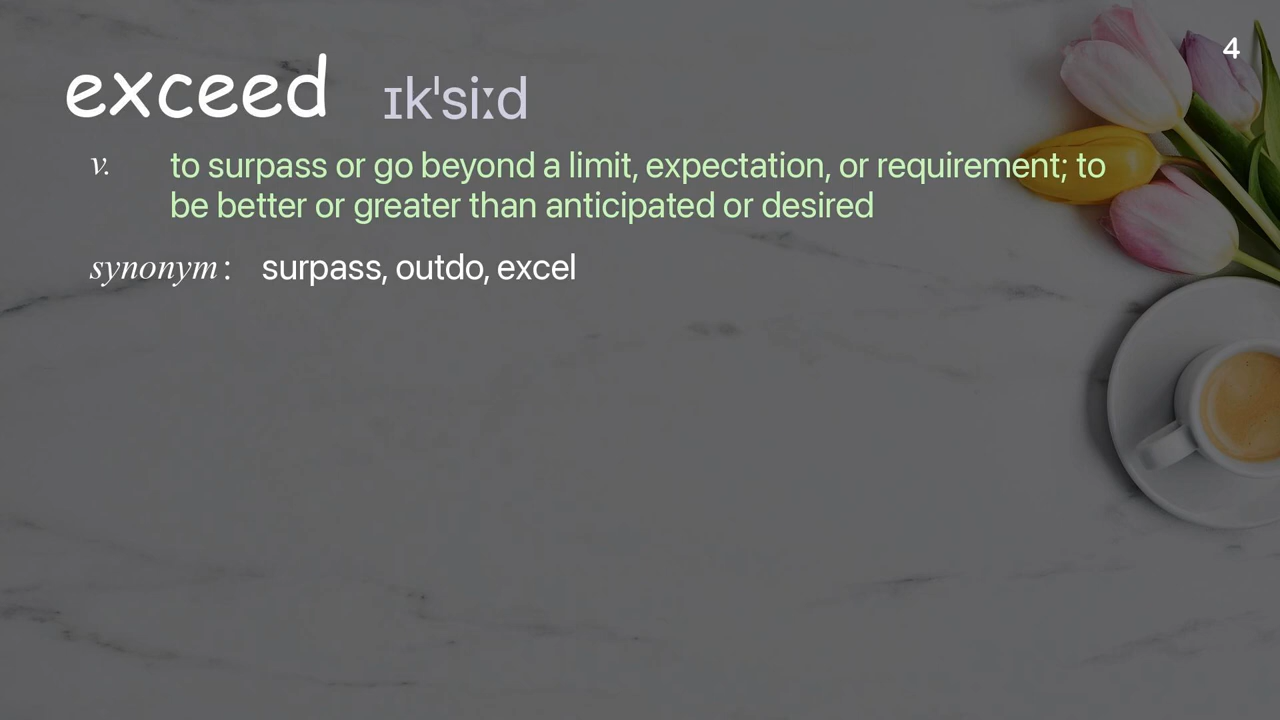 4
exceed ɪkˈsiːd
v. to surpass or go beyond a limit, expectation, or requirement; to
be better or greater than anticipated or desired
synonym: surpass, outdo, excel